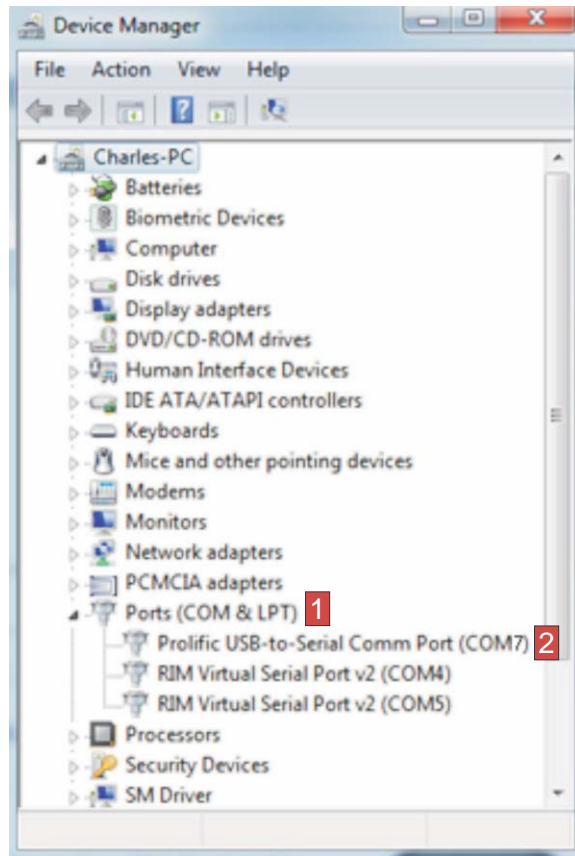 Device Manager
File Action View Help
Charles-PC
Batteries
Biometric Devices
Computer
Disk drives
Display adapters
DVD/CD-ROM drives
Human Interface Devices
IDE ATA/ATAPI controllers
Keyboards
Mice and other pointing devices
Modems
Monitors
Network adapters
PCMCIA adapters
Ports (COM & LPT) 1
Prolific USB-to-Serial Comm Port (COM7) 2
RIM Virtual Serial Port v2 (COM4)
RIM Virtual Serial Port v2 (COM5)
Processors
Security Devices
SM Driver